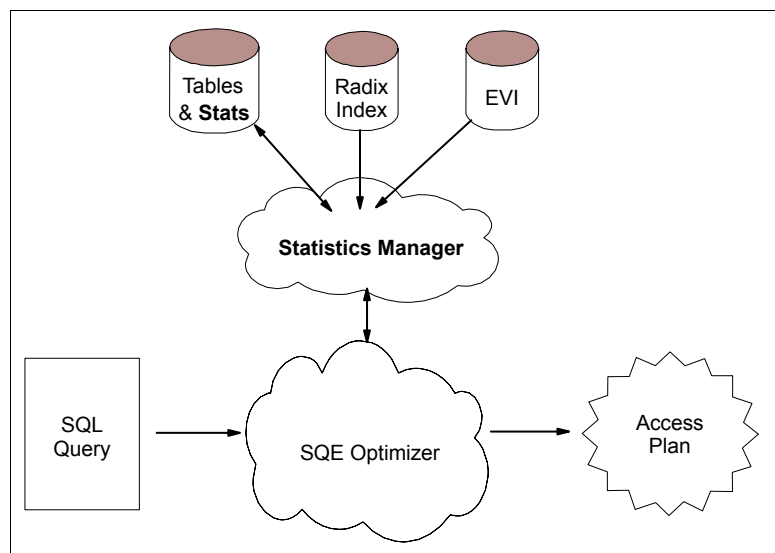 Tables
& Stats
Radix
Index
EVI
Statistics Manager
SQL
Query
SQE Optimizer
Access
Plan